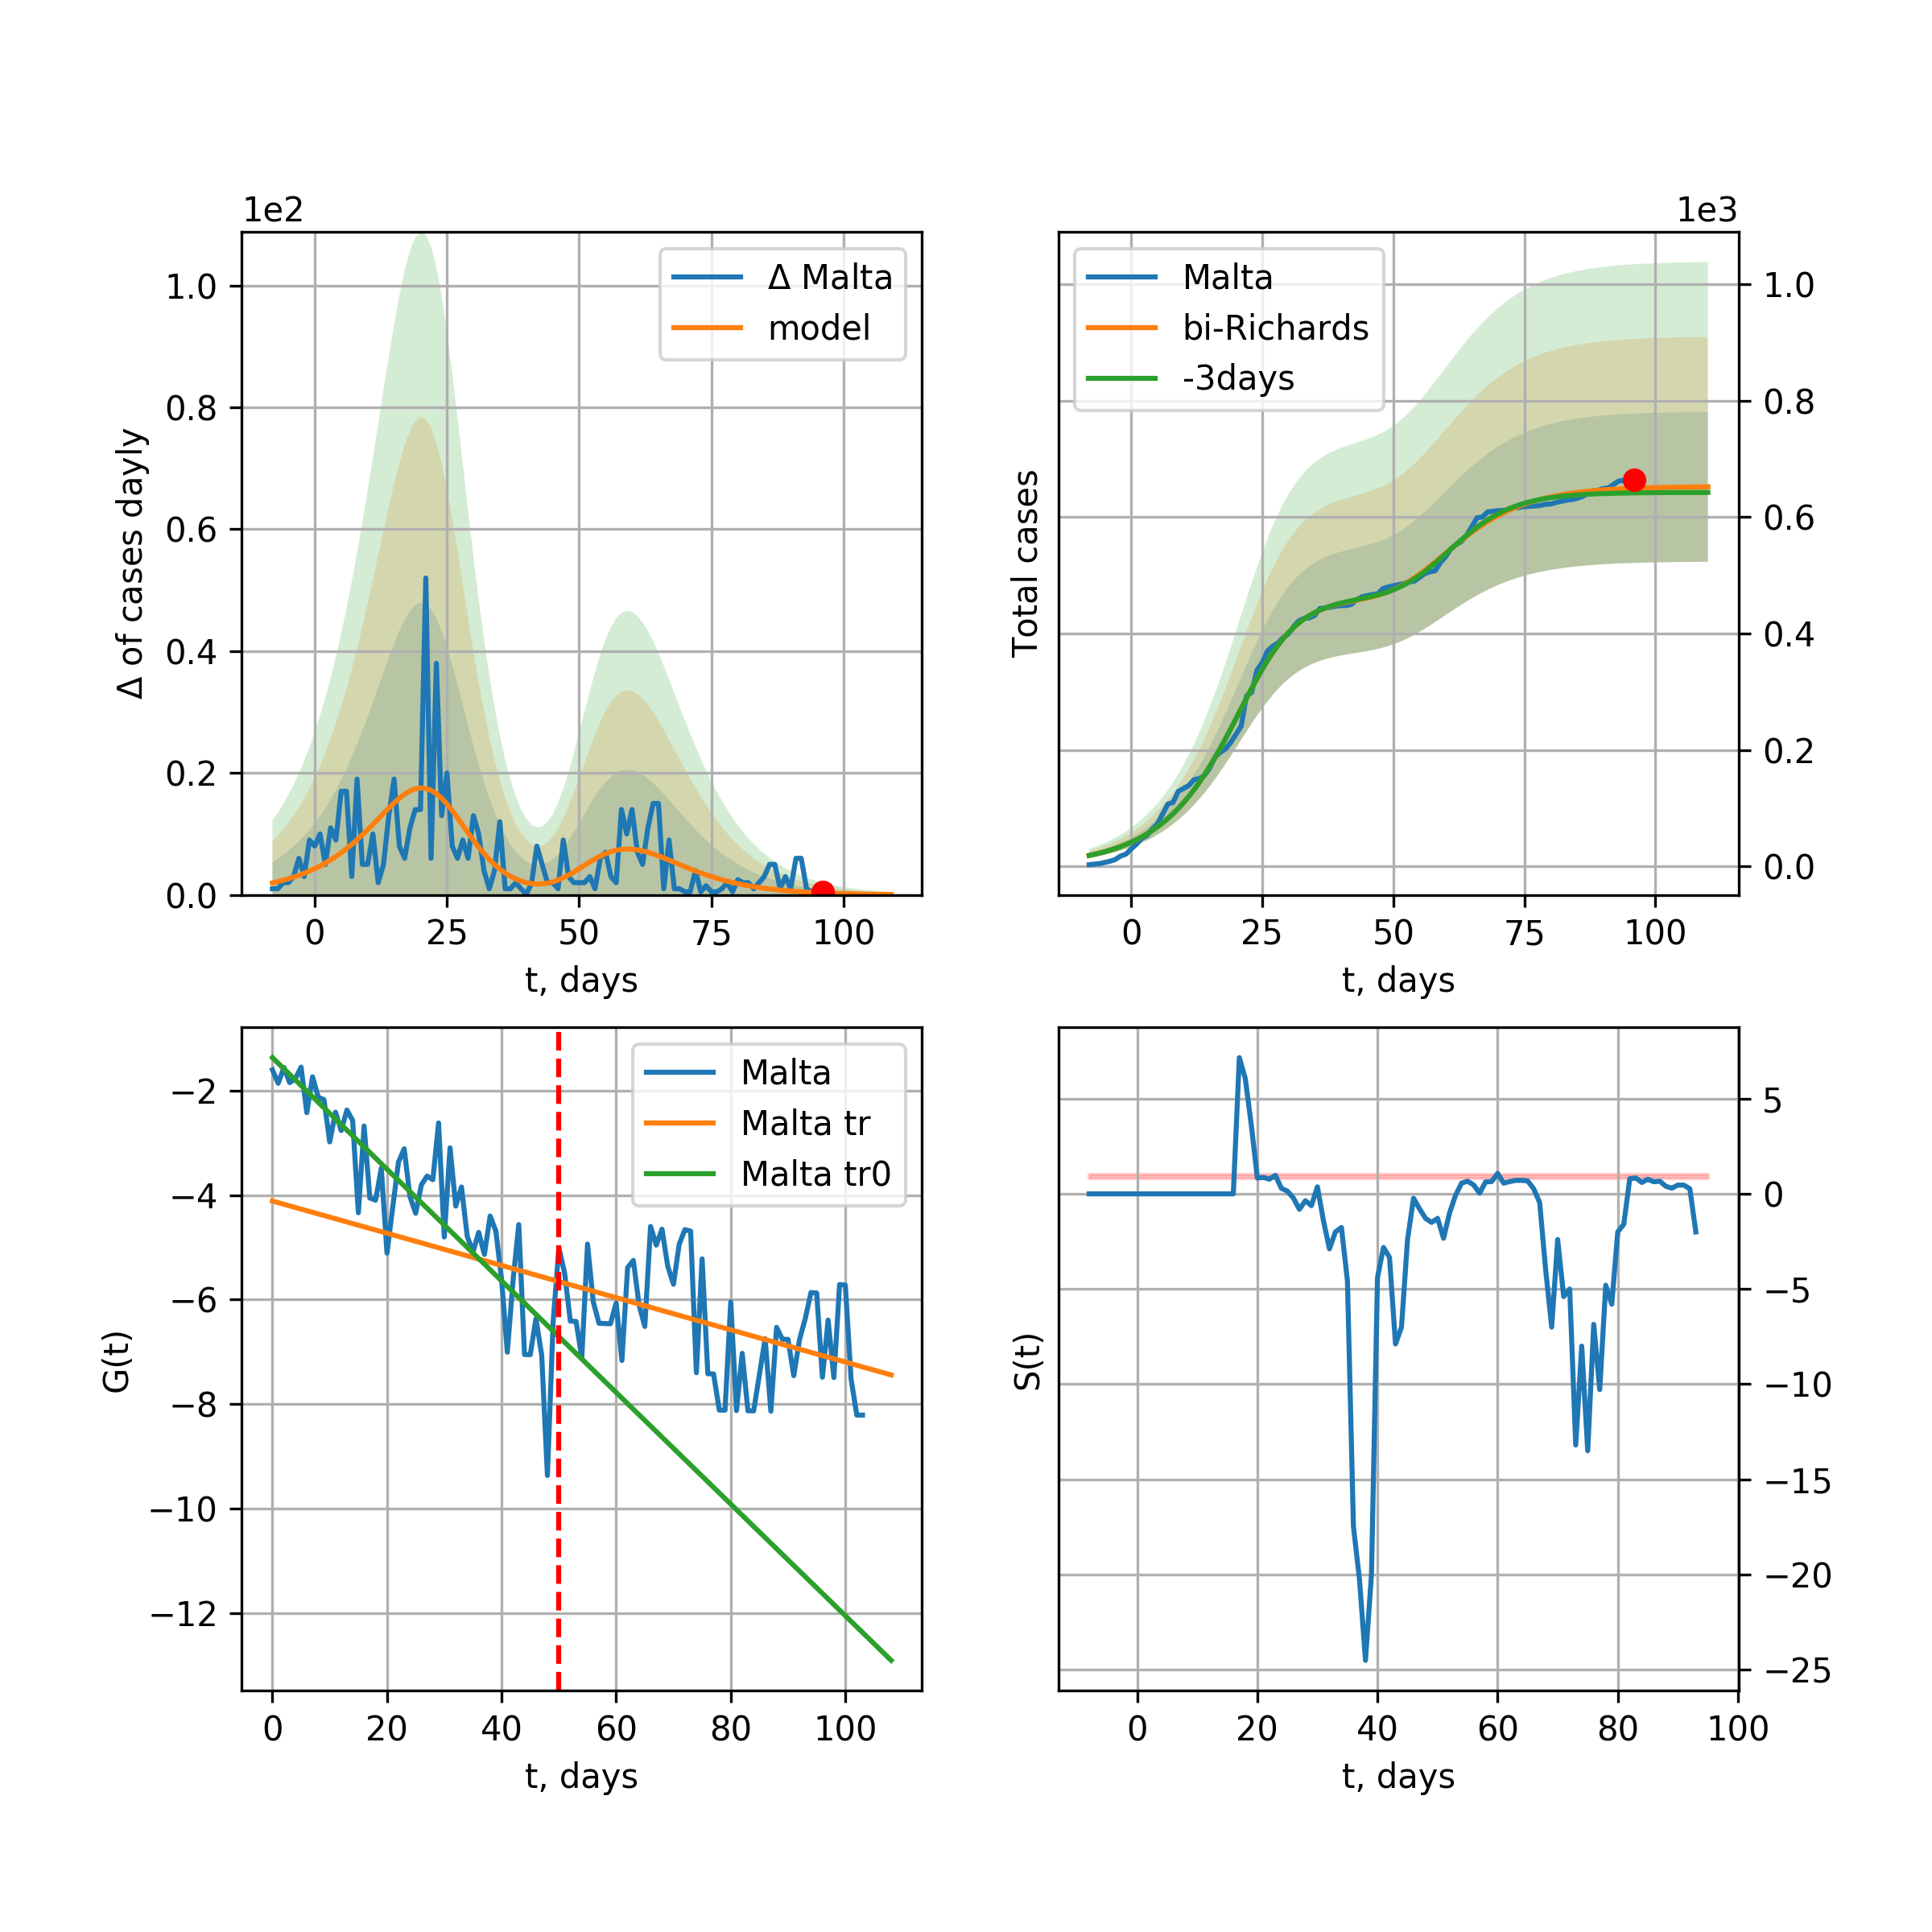 1e2
Δ of cases dayly
1.0
0.8
0.6
0.4
0.2
0.0
0 25 50 75 100
t, days
Δ Malta
model
1e3
Total cases
1.0
0.8
0.6
0.4
0.2
0.0
0 25 50 75 100
t, days
Malta
bi-Richards
-3days
G(t)
−2
−4
−6
−8
−10
−12
0 20 40 60 80 100
t, days
Malta
Malta tr
Malta tr0
S(t)
5
0
−5
−10
−15
−20
−25
0 20 40 60 80 100
t, days